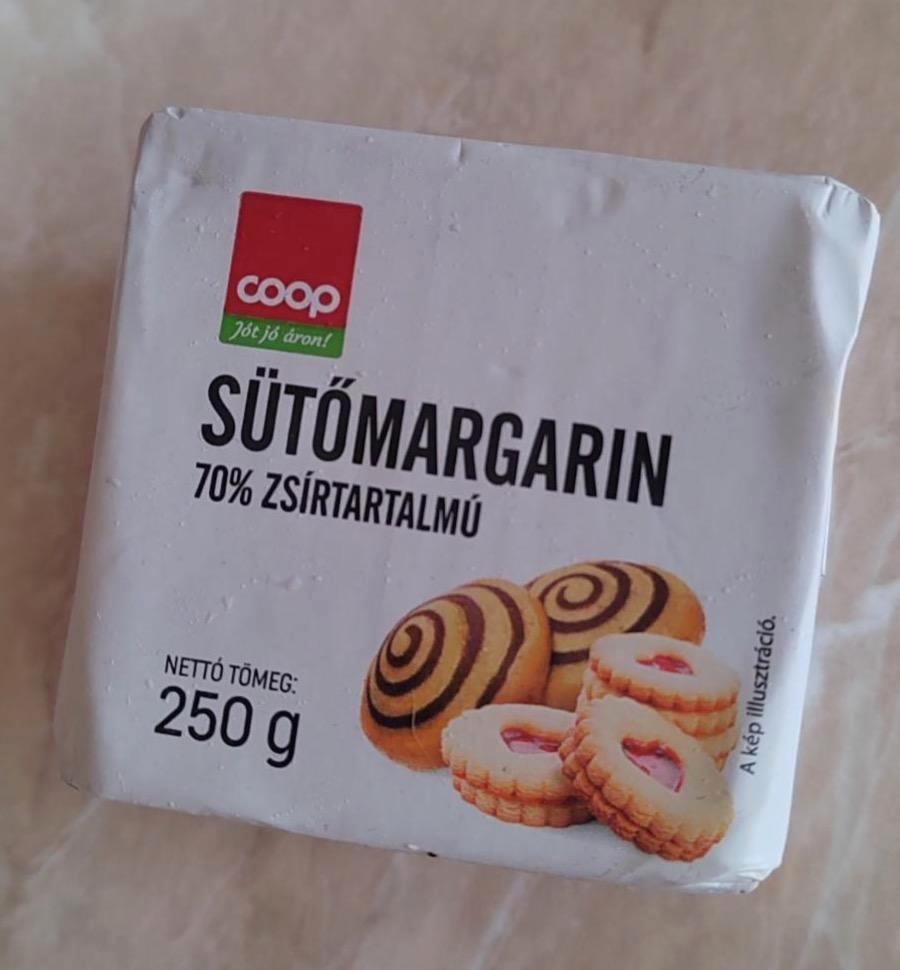 coop
Jót jó áron!
SÜTŐMARGARIN
70% ZSÍRTARTALMÚ
NETTÓ TÖMEG:
250 g
A kép illusztráció.